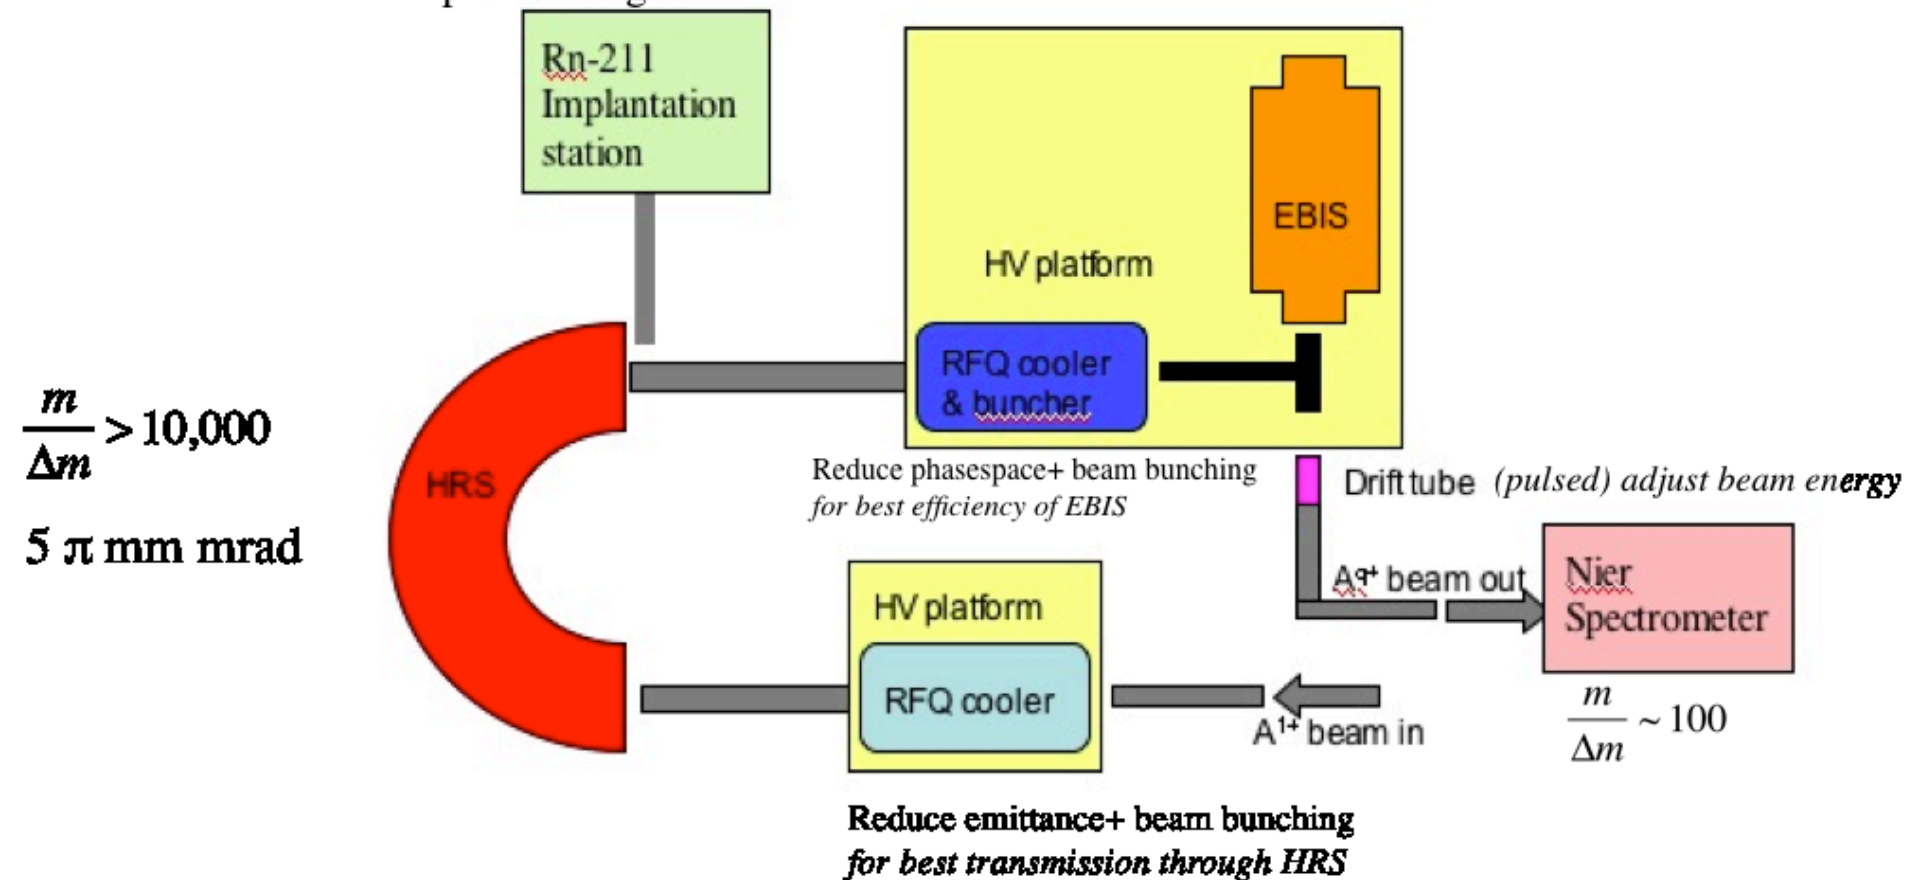 Rn-211
Implantation
station
EBIS
HV platform
RFQ cooler
& buncher
m/Δm > 10,000
HRS
5 π mm mrad
Reduce phasespace+ beam bunching
for best efficiency of EBIS
Drift tube (pulsed) adjust beam energy
A^q+ beam out
Nier
Spectrometer
HV platform
RFQ cooler
A^1+ beam in
m/Δm ~ 100
Reduce emittance+ beam bunching
for best transmission through HRS